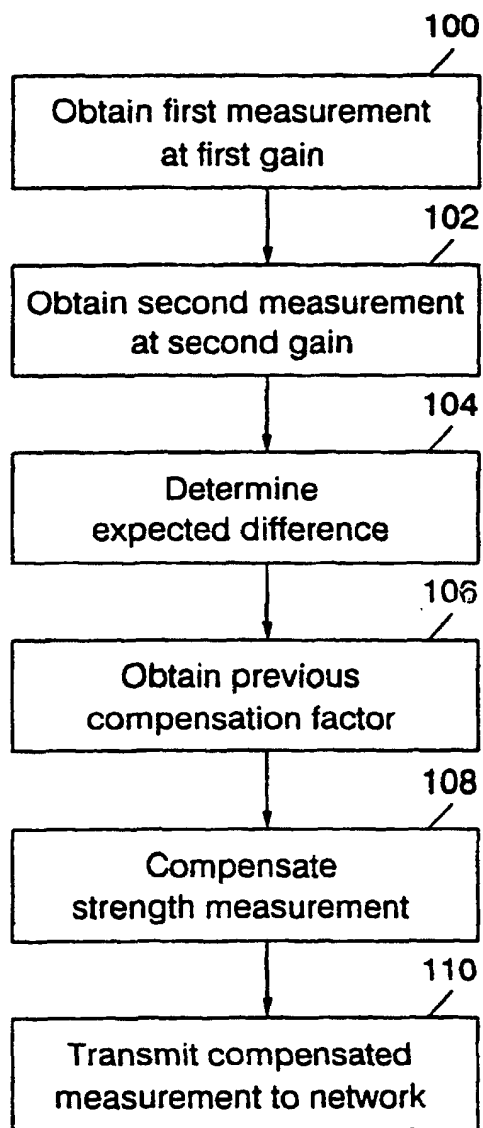 100
Obtain first measurement
at first gain
102
Obtain second measurement
at second gain
104
Determine
expected difference
106
Obtain previous
compensation factor
108
Compensate
strength measurement
110
Transmit compensated
measurement to network